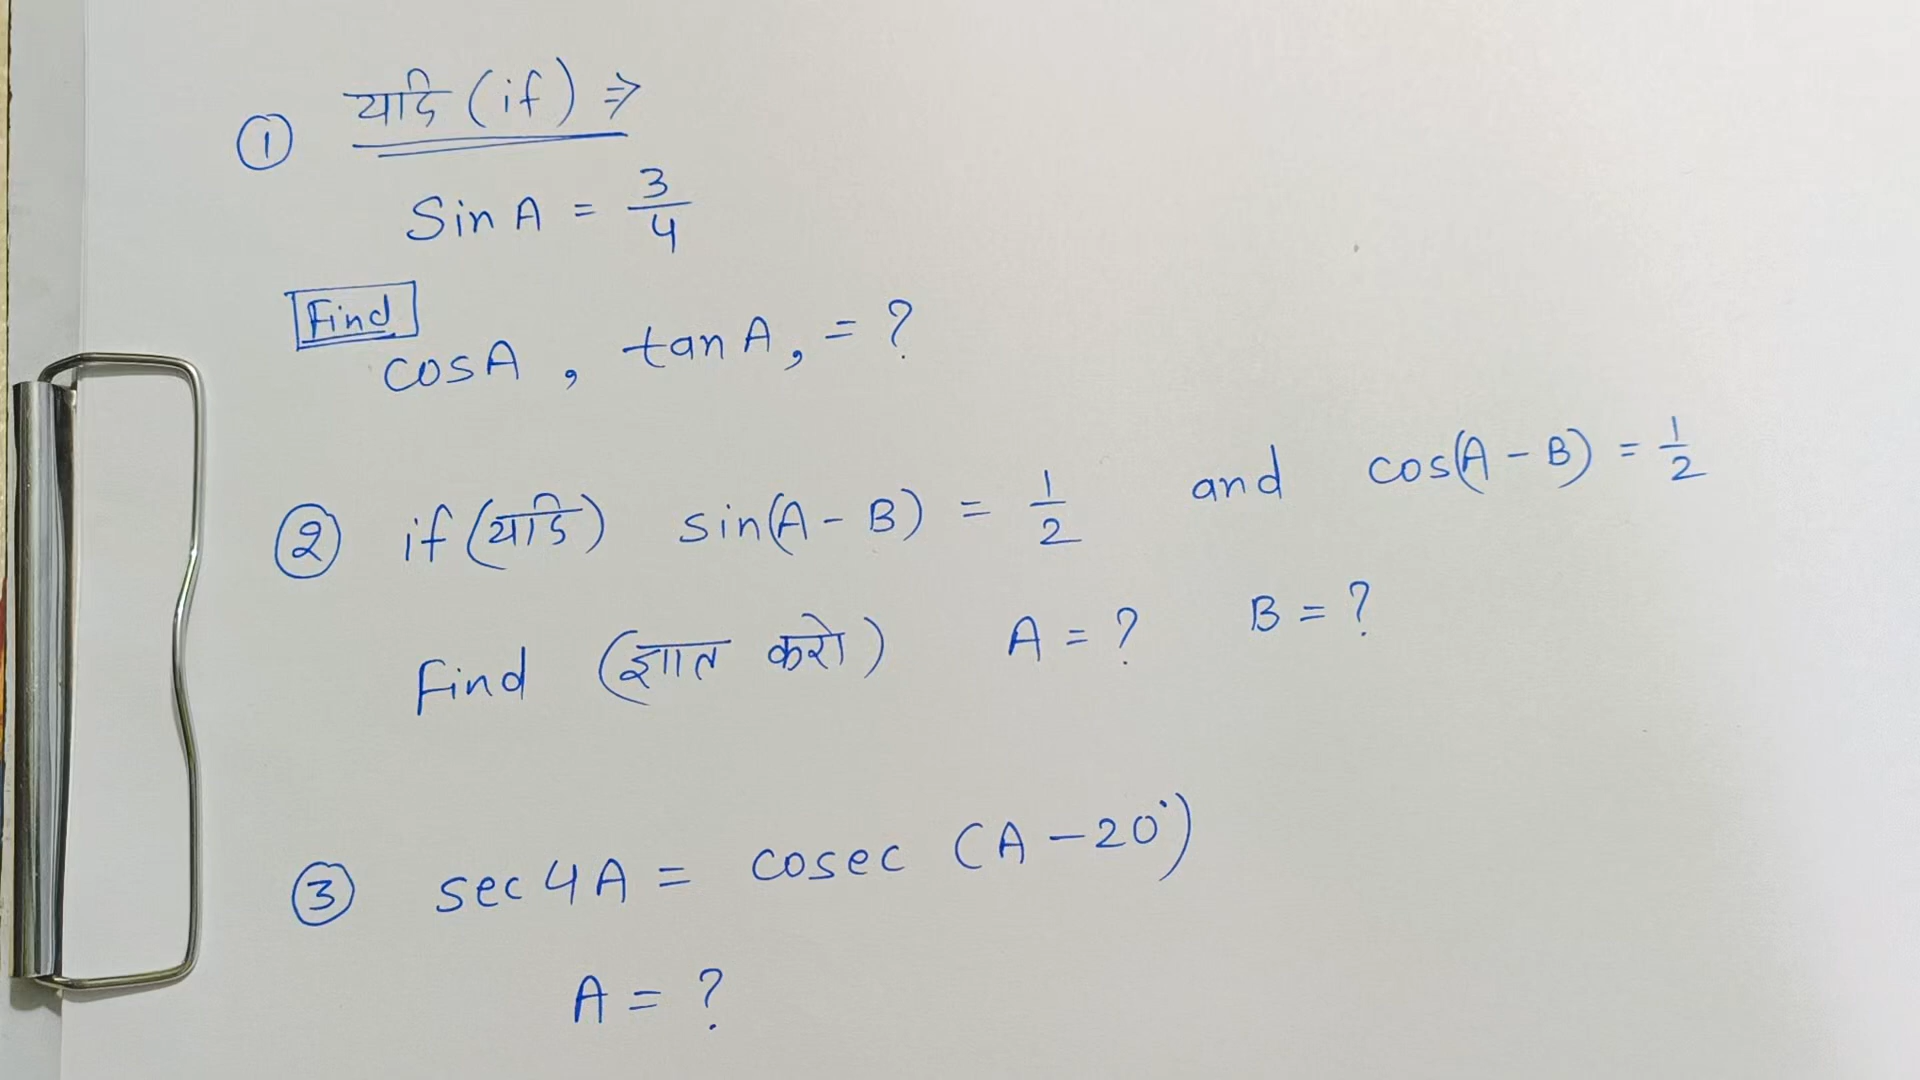 ① यदि (if) ⇒
Sin A = 3/4
Find
cosA , tanA, = ?
② if (यदि) sin(A - B) = 1/2 and cos(A - B) = 1/2
Find (ज्ञात करो) A = ? B = ?
③ sec 4A = cosec (A - 20°)
A = ?